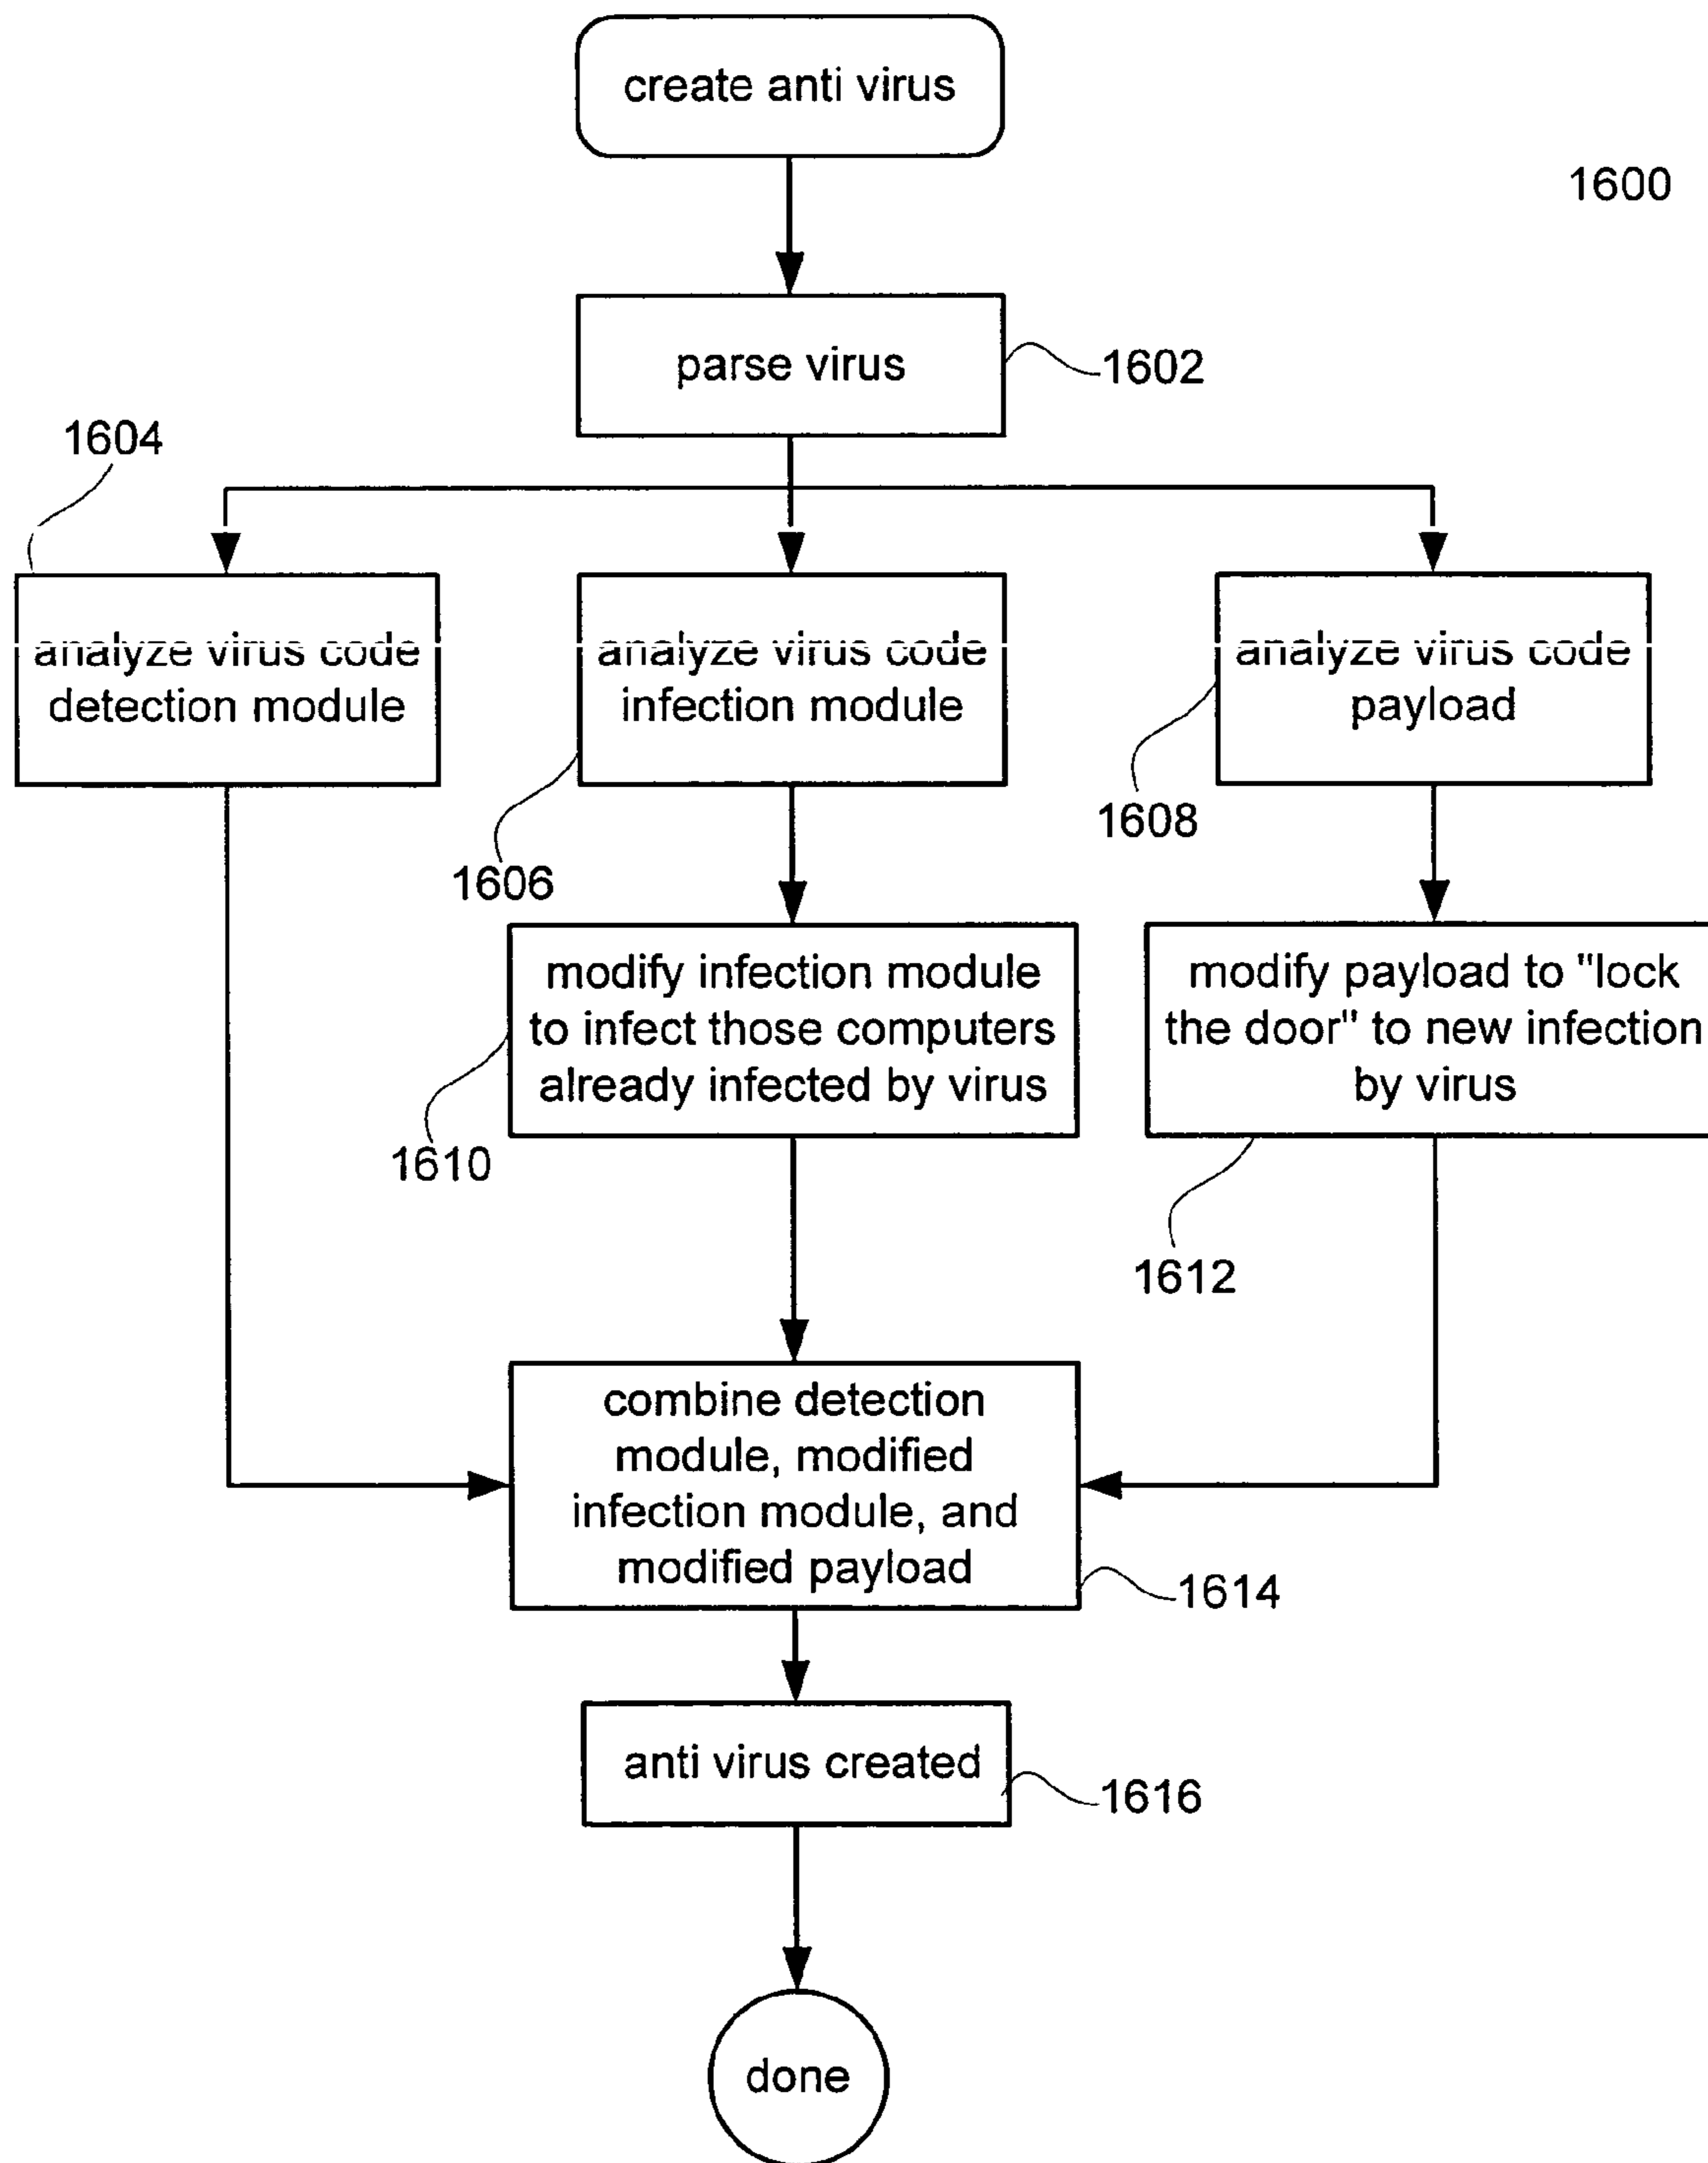 create anti virus
1600
parse virus
1602
1604
analyze virus code
detection module
analyze virus code
infection module
analyze virus code
payload
1606
1608
modify infection module
to infect those computers
already infected by virus
modify payload to "lock
the door" to new infection
by virus
1610
1612
combine detection
module, modified
infection module, and
modified payload
1614
anti virus created
1616
done